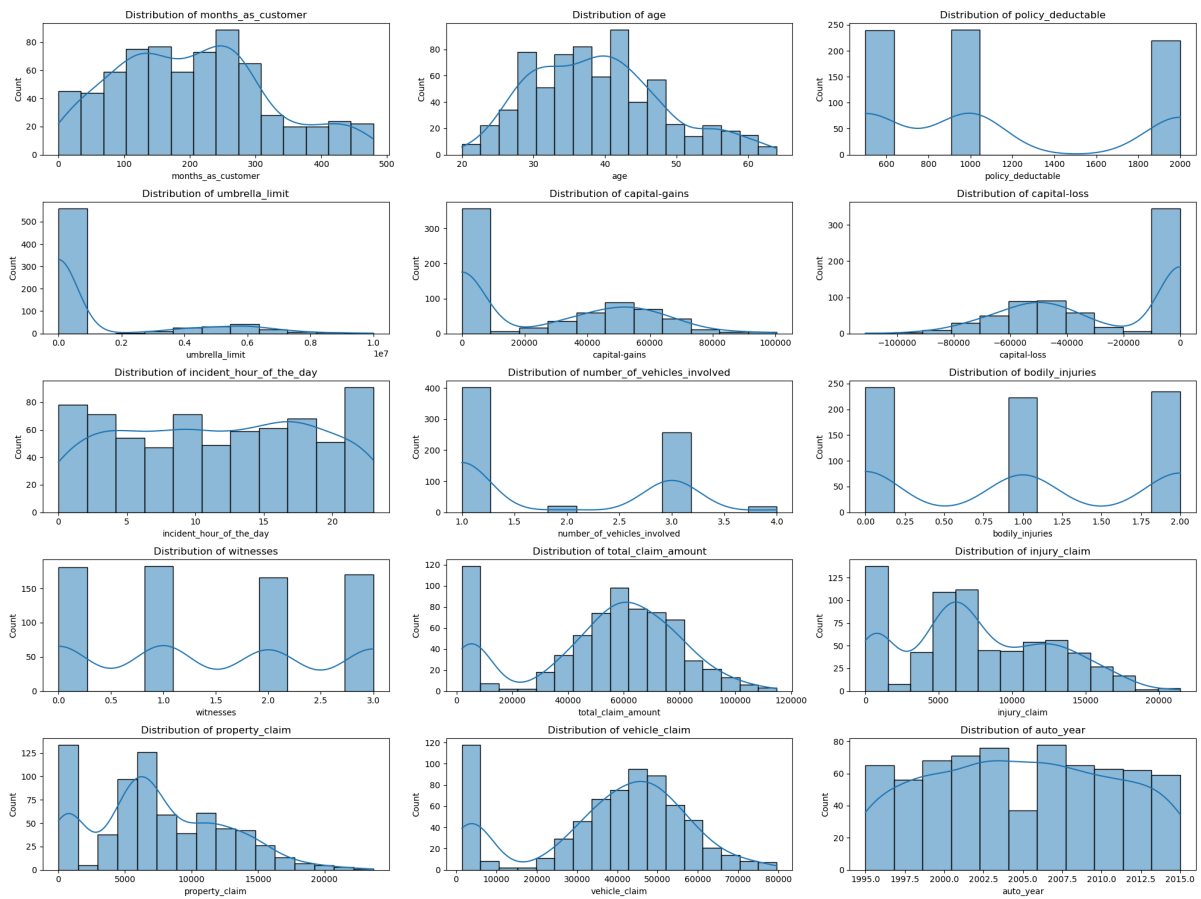 Distribution of months_as_customer
Count
0 20 40 60 80
0 100 200 300 400 500
months_as_customer
Distribution of age
Count
0 20 40 60 80
20 30 40 50 60
age
Distribution of policy_deductable
Count
0 50 100 150 200 250
600 800 1000 1200 1400 1600 1800 2000
policy_deductable
Distribution of umbrella_limit
Count
0 100 200 300 400 500
0.0 0.2 0.4 0.6 0.8 1.0
1e7
umbrella_limit
Distribution of capital-gains
Count
0 100 200 300
0 20000 40000 60000 80000 100000
capital-gains
Distribution of capital-loss
Count
0 100 200 300
−100000 −80000 −60000 −40000 −20000 0
capital-loss
Distribution of incident_hour_of_the_day
Count
0 20 40 60 80
0 5 10 15 20
incident_hour_of_the_day
Distribution of number_of_vehicles_involved
Count
0 100 200 300 400
1.0 1.5 2.0 2.5 3.0 3.5 4.0
number_of_vehicles_involved
Distribution of bodily_injuries
Count
0 50 100 150 200 250
0.00 0.25 0.50 0.75 1.00 1.25 1.50 1.75 2.00
bodily_injuries
Distribution of witnesses
Count
0 50 100 150
0.0 0.5 1.0 1.5 2.0 2.5 3.0
witnesses
Distribution of total_claim_amount
Count
0 20 40 60 80 100 120
0 20000 40000 60000 80000 100000 120000
total_claim_amount
Distribution of injury_claim
Count
0 25 50 75 100 125
0 5000 10000 15000 20000
injury_claim
Distribution of property_claim
Count
0 25 50 75 100 125
0 5000 10000 15000 20000
property_claim
Distribution of vehicle_claim
Count
0 20 40 60 80 100 120
0 10000 20000 30000 40000 50000 60000 70000 80000
vehicle_claim
Distribution of auto_year
Count
0 20 40 60 80
1995.0 1997.5 2000.0 2002.5 2005.0 2007.5 2010.0 2012.5 2015.0
auto_year